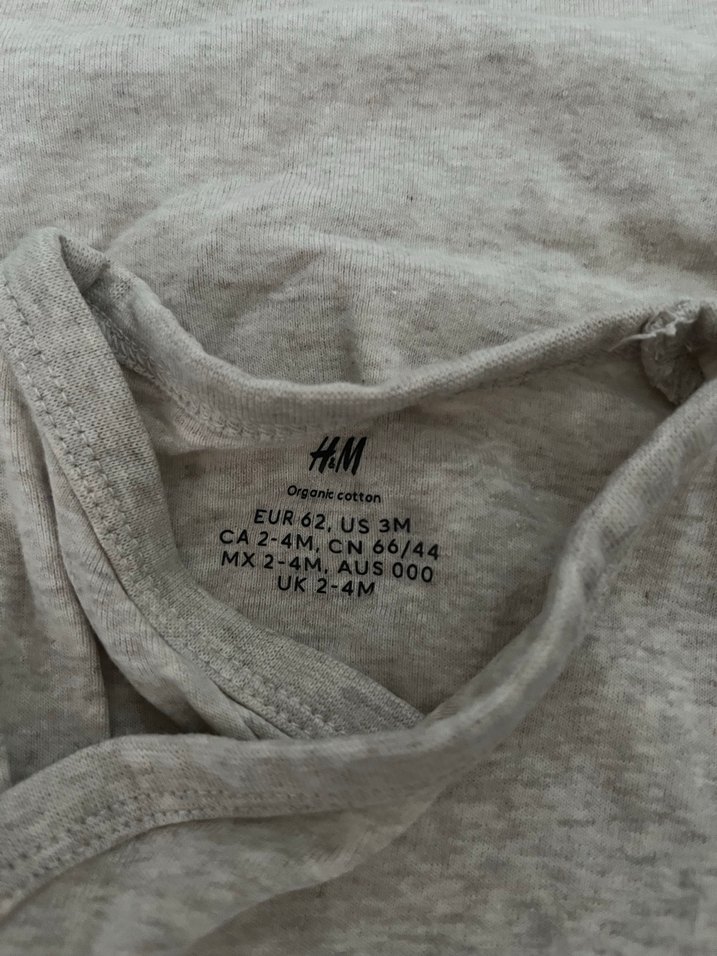 H&M
Organic cotton
EUR 62, US 3M
CA 2-4M, CN 66/44
MX 2-4M, AUS 000
UK 2-4M